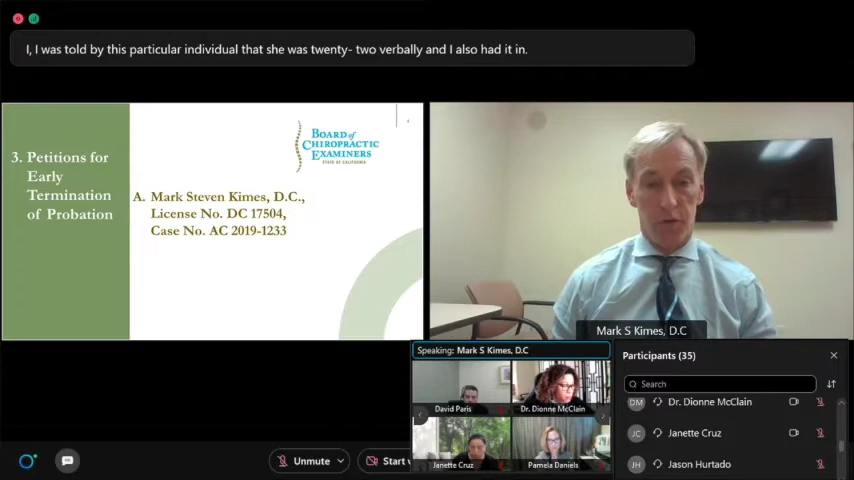 I, I was told by this particular individual that she was twenty- two verbally and I also had it in.
3. Petitions for
Early
Termination
of Probation
BOARD of
CHIROPRACTIC
EXAMINERS
STATE OF CALIFORNIA
A. Mark Steven Kimes, D.C.,
License No. DC 17504,
Case No. AC 2019-1233
Mark S Kimes, D.C
Speaking: Mark S Kimes, D.C
David Paris
Dr. Dionne McClain
Janette Cruz
Pamela Daniels
Participants (35)
Search
DM Dr. Dionne McClain
JC Janette Cruz
JH Jason Hurtado
Unmute
Start